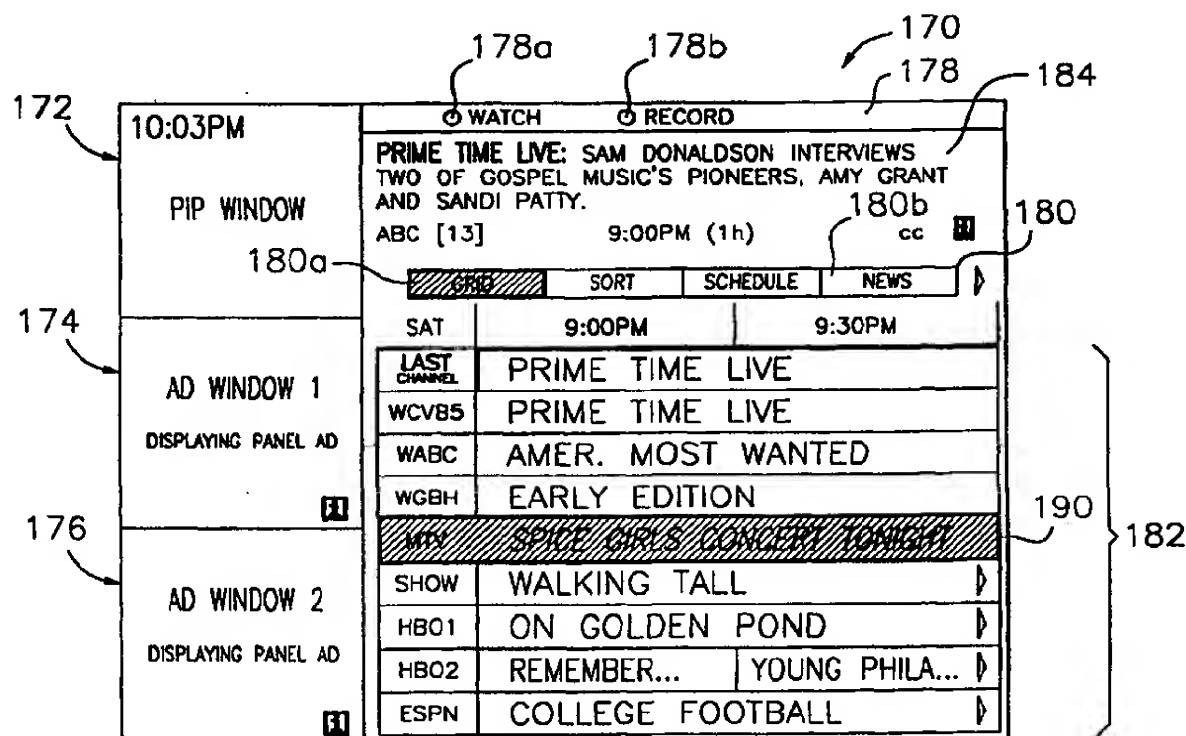 178a 178b 170
178 184
172
10:03PM
WATCH RECORD
PIP WINDOW
PRIME TIME LIVE: SAM DONALDSON INTERVIEWS
TWO OF GOSPEL MUSIC'S PIONEERS, AMY GRANT
AND SANDI PATTY.
180b 180
ABC [13] 9:00PM (1h) CC
180a
GRID SORT SCHEDULE NEWS
174
SAT 9:00PM 9:30PM
AD WINDOW 1
DISPLAYING PANEL AD
LAST CHANNEL PRIME TIME LIVE
WCVB5 PRIME TIME LIVE
WABC AMER. MOST WANTED
WGBH EARLY EDITION
190
176
MTV SPICE GIRLS CONCERT TONIGHT
182
AD WINDOW 2
DISPLAYING PANEL AD
SHOW WALKING TALL
HBO1 ON GOLDEN POND
HBO2 REMEMBER... YOUNG PHILA...
ESPN COLLEGE FOOTBALL